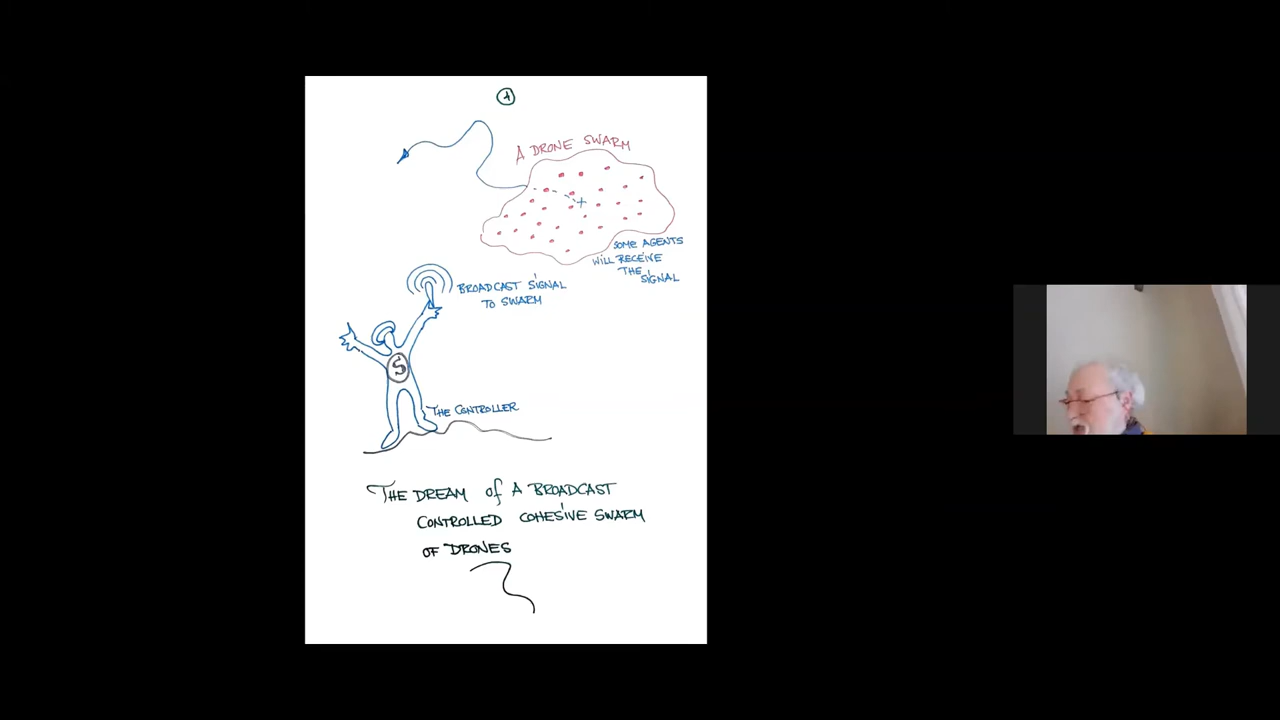 A DRONE SWARM
SOME AGENTS
WILL RECEIVE
THE
SIGNAL
BROADCAST SIGNAL
TO SWARM
S
THE CONTROLLER
THE DREAM of A BROADCAST
CONTROLLED COHESIVE SWARM
OF DRONES